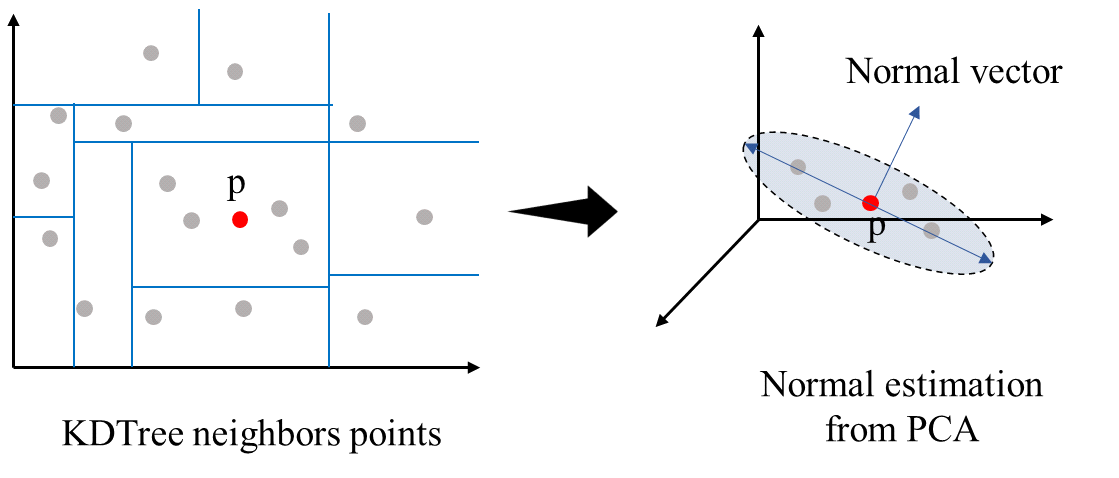 p
KDTree neighbors points
Normal vector
p
Normal estimation
from PCA